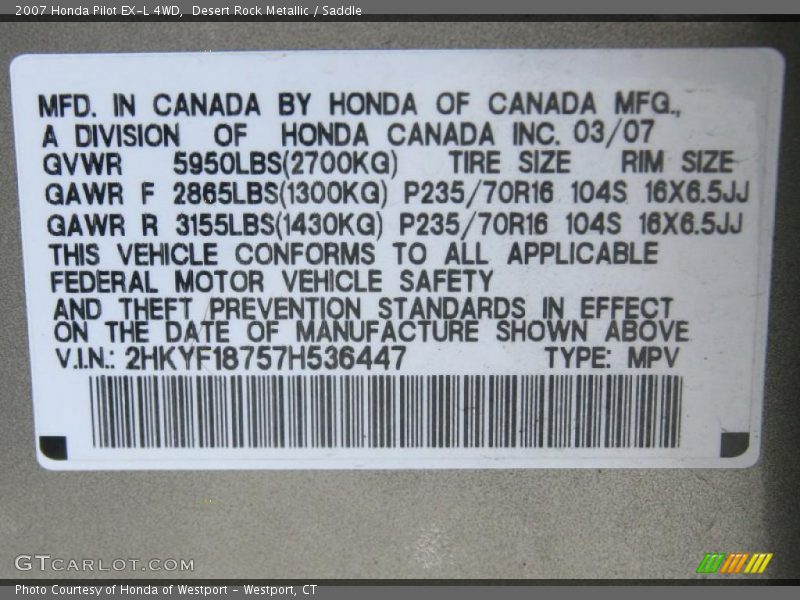 2007 Honda Pilot EX-L 4WD,  Desert Rock Metallic / Saddle
MFD. IN CANADA BY HONDA OF CANADA MFG.,
A DIVISION OF HONDA CANADA INC. 03/07
GVWR 5950LBS(2700KG) TIRE SIZE RIM SIZE
GAWR F 2865LBS(1300KG) P235/70R16 104S 16X6.5JJ
GAWR R 3155LBS(1430KG) P235/70R16 104S 16X6.5JJ
THIS VEHICLE CONFORMS TO ALL APPLICABLE
FEDERAL MOTOR VEHICLE SAFETY
AND THEFT PREVENTION STANDARDS IN EFFECT
ON THE DATE OF MANUFACTURE SHOWN ABOVE
V.I.N.: 2HKYF18757H536447 TYPE: MPV
GTCARLOT.COM
Photo Courtesy of Honda of Westport - Westport, CT